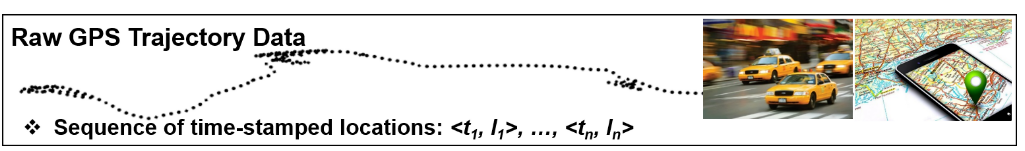 Raw GPS Trajectory Data
❖ Sequence of time-stamped locations: <t₁, l₁>, …, <tₙ, lₙ>